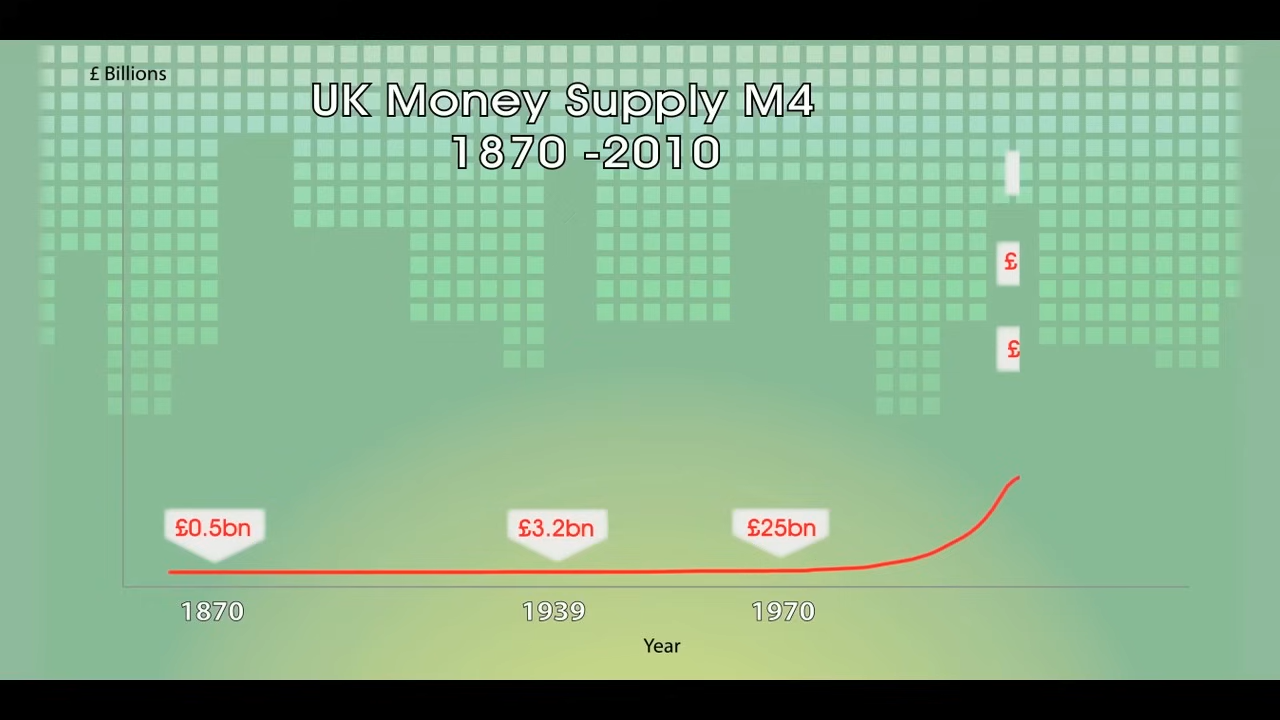 £ Billions
UK Money Supply M4
1870 -2010
£
£
£0.5bn
£3.2bn
£25bn
1870
1939
1970
Year